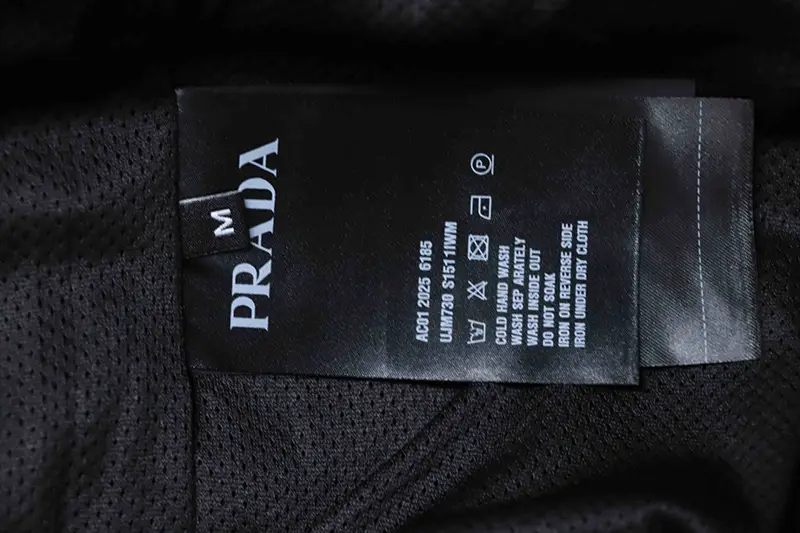 PRADA
M
AC01 2025 6185
UJM730 S15111IWM
P
COLD HAND WASH
WASH SEP ARATELY
WASH INSIDE OUT
DO NOT SOAK
IRON ON REVERSE SIDE
IRON UNDER DRY CLOTH